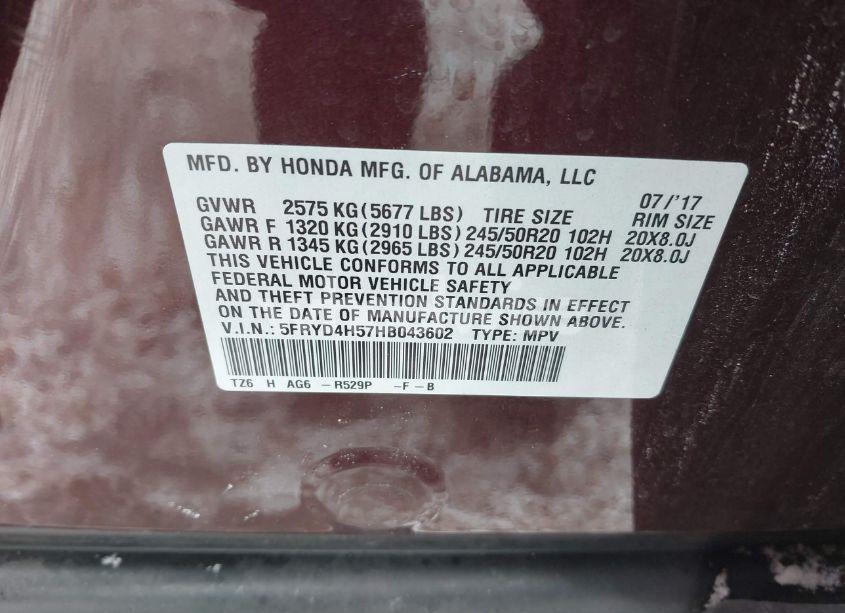 MFD. BY HONDA MFG. OF ALABAMA, LLC
07/'17
GVWR 2575 KG(5677 LBS) TIRE SIZE RIM SIZE
GAWR F 1320 KG(2910 LBS)245/50R20 102H 20X8.0J
GAWR R 1345 KG(2965 LBS)245/50R20 102H 20X8.0J
THIS VEHICLE CONFORMS TO ALL APPLICABLE
FEDERAL MOTOR VEHICLE SAFETY
AND THEFT PREVENTION STANDARDS IN EFFECT
ON THE DATE OF MANUFACTURE SHOWN ABOVE.
V.I.N.: 5FRYD4H57HB043602 TYPE: MPV
TZ6 H AG6 -R529P -F-B